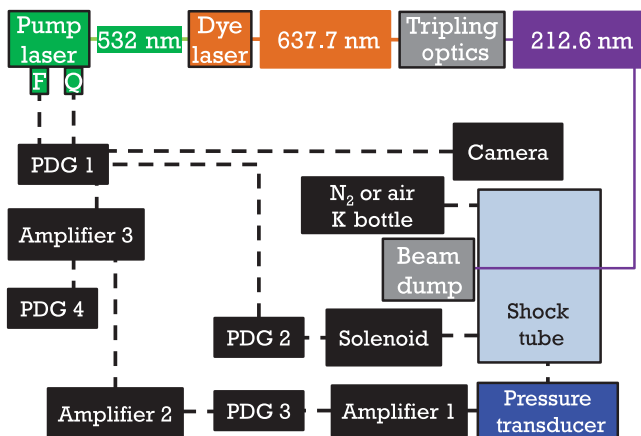 Pump
laser
532 nm
Dye
laser
637.7 nm
Tripling
optics
212.6 nm
F
Q
PDG 1
Camera
N₂ or air
K bottle
Amplifier 3
Beam
dump
PDG 4
PDG 2
Solenoid
Shock
tube
Amplifier 2
PDG 3
Amplifier 1
Pressure
transducer